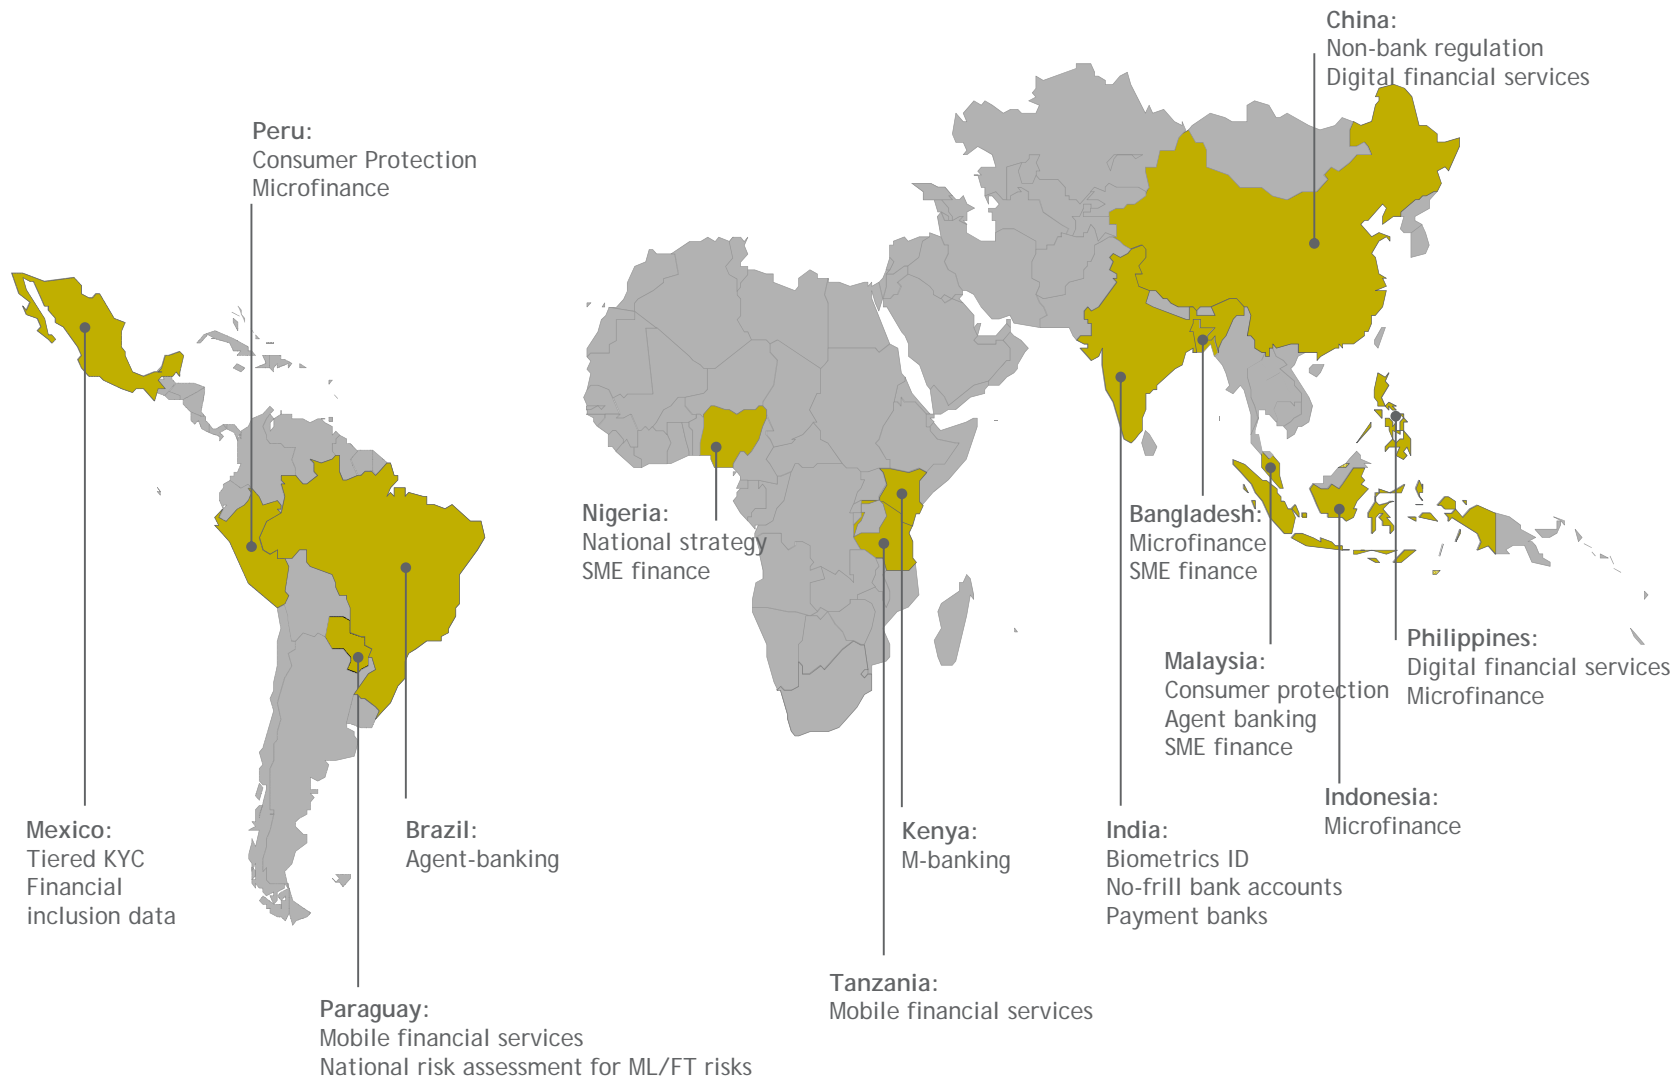 China:
Non-bank regulation
Digital financial services
Peru:
Consumer Protection
Microfinance
Nigeria:
National strategy
SME finance
Bangladesh:
Microfinance
SME finance
Philippines:
Digital financial services
Microfinance
Malaysia:
Consumer protection
Agent banking
SME finance
Indonesia:
Microfinance
Mexico:
Tiered KYC
Financial
inclusion data
Brazil:
Agent-banking
Kenya:
M-banking
India:
Biometrics ID
No-frill bank accounts
Payment banks
Tanzania:
Mobile financial services
Paraguay:
Mobile financial services
National risk assessment for ML/FT risks